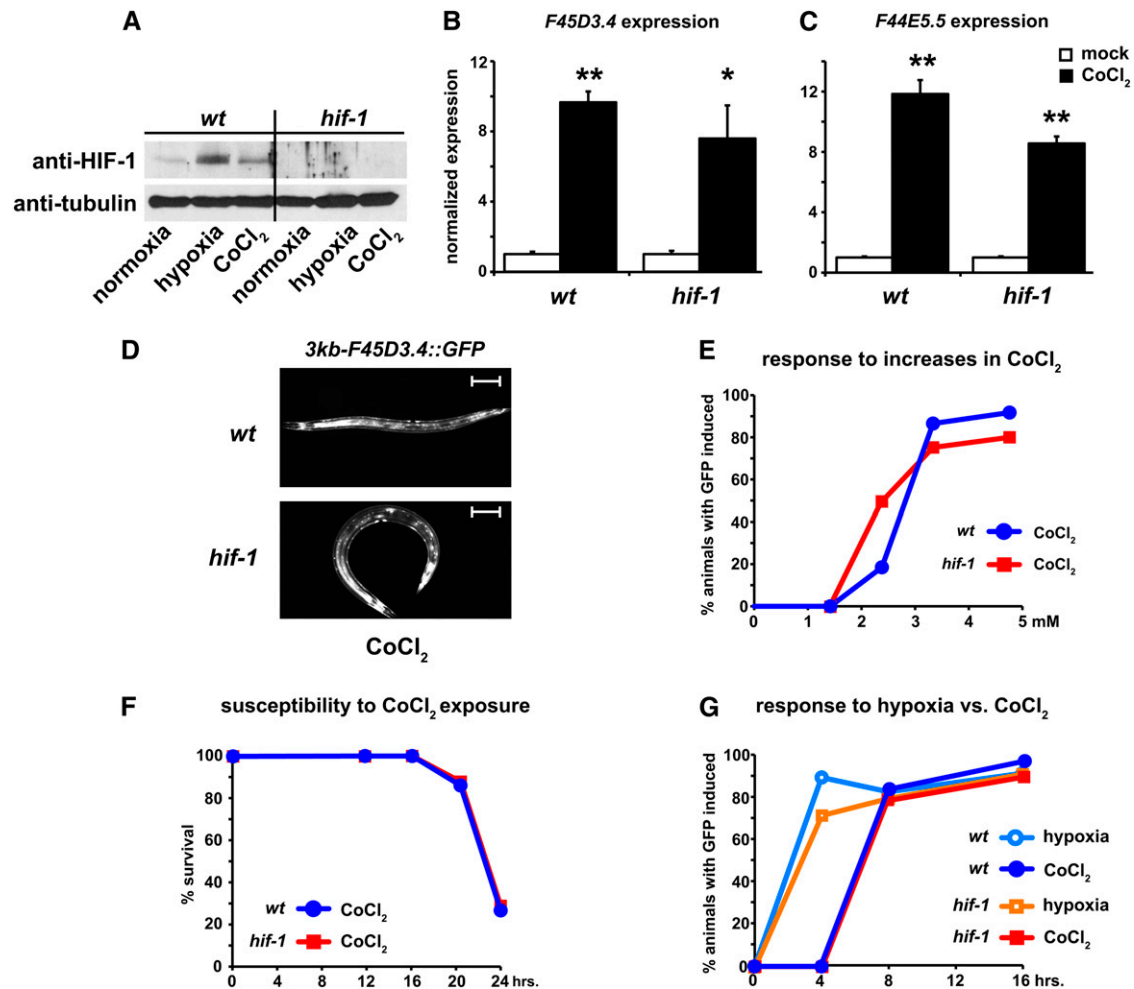 A
wt hif-1
anti-HIF-1
anti-tubulin
normoxia hypoxia CoCl₂ normoxia hypoxia CoCl₂
B F45D3.4 expression
normalized expression
12
8
4
0
** *
wt hif-1
C F44E5.5 expression
mock
CoCl₂
12
8
4
0
** **
wt hif-1
D 3kb-F45D3.4::GFP
wt
hif-1
CoCl₂
E response to increases in CoCl₂
% animals with GFP induced
100
80
60
40
20
0
0 1 2 3 4 5 mM
wt CoCl₂
hif-1 CoCl₂
F susceptibility to CoCl₂ exposure
% survival
100
80
60
40
20
0
0 4 8 12 16 20 24 hrs.
wt CoCl₂
hif-1 CoCl₂
G response to hypoxia vs. CoCl₂
% animals with GFP induced
100
80
60
40
20
0
0 4 8 12 16 hrs.
wt hypoxia
wt CoCl₂
hif-1 hypoxia
hif-1 CoCl₂